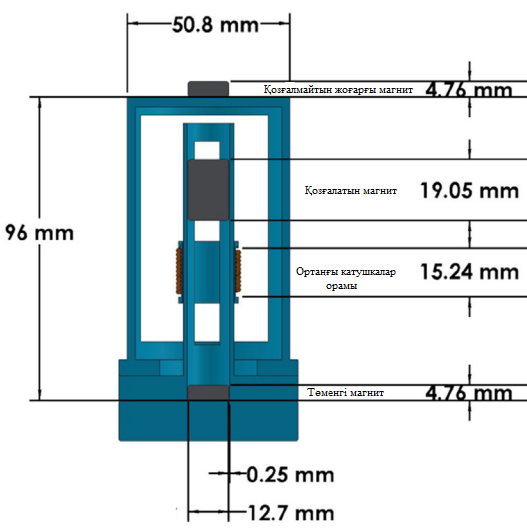 50.8 mm
Қозғалмайтын жоғарғы магнит 4.76 mm
Қозғалатын магнит 19.05 mm
96 mm
Ортанғы катушкалар
орамы
15.24 mm
Төменгі магнит 4.76 mm
0.25 mm
12.7 mm